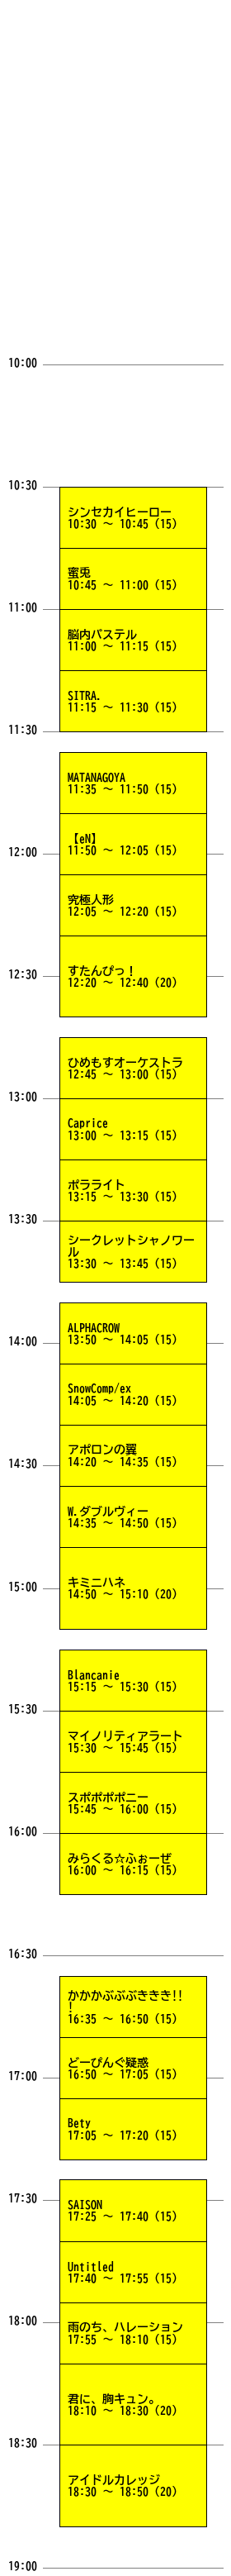 10:00
10:30
シンセカイヒーロー
10:30 ～ 10:45 (15)
蜜兎
10:45 ～ 11:00 (15)
11:00
脳内パステル
11:00 ～ 11:15 (15)
SITRA.
11:15 ～ 11:30 (15)
11:30
MATANAGOYA
11:35 ～ 11:50 (15)
【eN】
11:50 ～ 12:05 (15)
12:00
究極人形
12:05 ～ 12:20 (15)
すたんぴっ！
12:20 ～ 12:40 (20)
12:30
ひめもすオーケストラ
12:45 ～ 13:00 (15)
13:00
Caprice
13:00 ～ 13:15 (15)
ポラライト
13:15 ～ 13:30 (15)
13:30
シークレットシャノワー
ル
13:30 ～ 13:45 (15)
ALPHACROW
13:50 ～ 14:05 (15)
14:00
SnowComp/ex
14:05 ～ 14:20 (15)
アポロンの翼
14:20 ～ 14:35 (15)
14:30
W.ダブルヴィー
14:35 ～ 14:50 (15)
キミニハネ
14:50 ～ 15:10 (20)
15:00
Blancanie
15:15 ～ 15:30 (15)
15:30
マイノリティアラート
15:30 ～ 15:45 (15)
スポポポポニー
15:45 ～ 16:00 (15)
16:00
みらくる☆ふぉーぜ
16:00 ～ 16:15 (15)
16:30
かかかぶぶぶききき!!
!
16:35 ～ 16:50 (15)
どーぴんぐ疑惑
16:50 ～ 17:05 (15)
17:00
Bety
17:05 ～ 17:20 (15)
17:30
SAISON
17:25 ～ 17:40 (15)
Untitled
17:40 ～ 17:55 (15)
18:00
雨のち、ハレーション
17:55 ～ 18:10 (15)
君に、胸キュン。
18:10 ～ 18:30 (20)
18:30
アイドルカレッジ
18:30 ～ 18:50 (20)
19:00